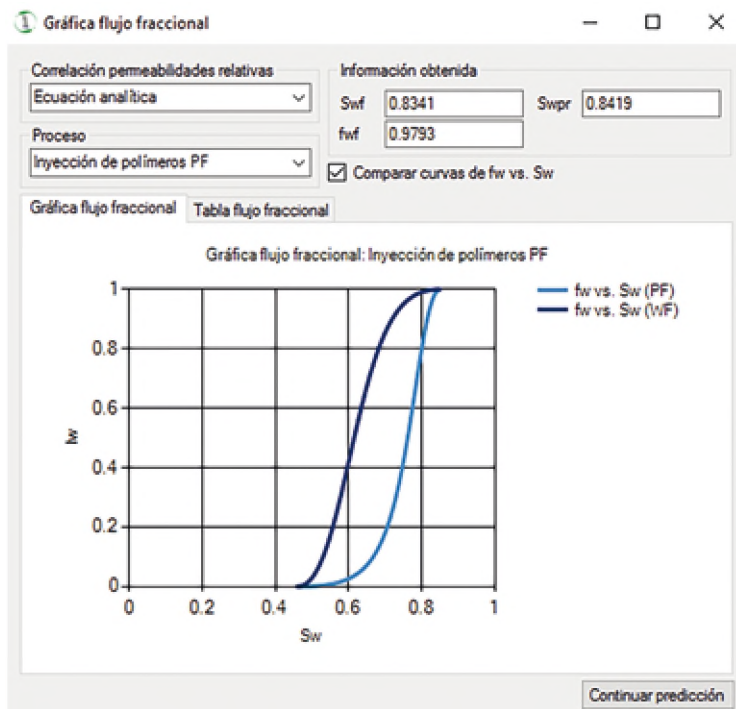 Gráfica flujo fraccional
Correlación permeabilidades relativas
Ecuación analítica
Proceso
Inyección de polímeros PF
Información obtenida
Swf 0.8341 Swpr 0.8419
fwf 0.9793
Comparar curvas de fw vs. Sw
Gráfica flujo fraccional Tabla flujo fraccional
Gráfica flujo fraccional: Inyección de polímeros PF
fw vs. Sw (PF)
fw vs. Sw (WF)
1
0.8
0.6
0.4
0.2
0
fw
0 0.2 0.4 0.6 0.8 1
Sw
Continuar predicción